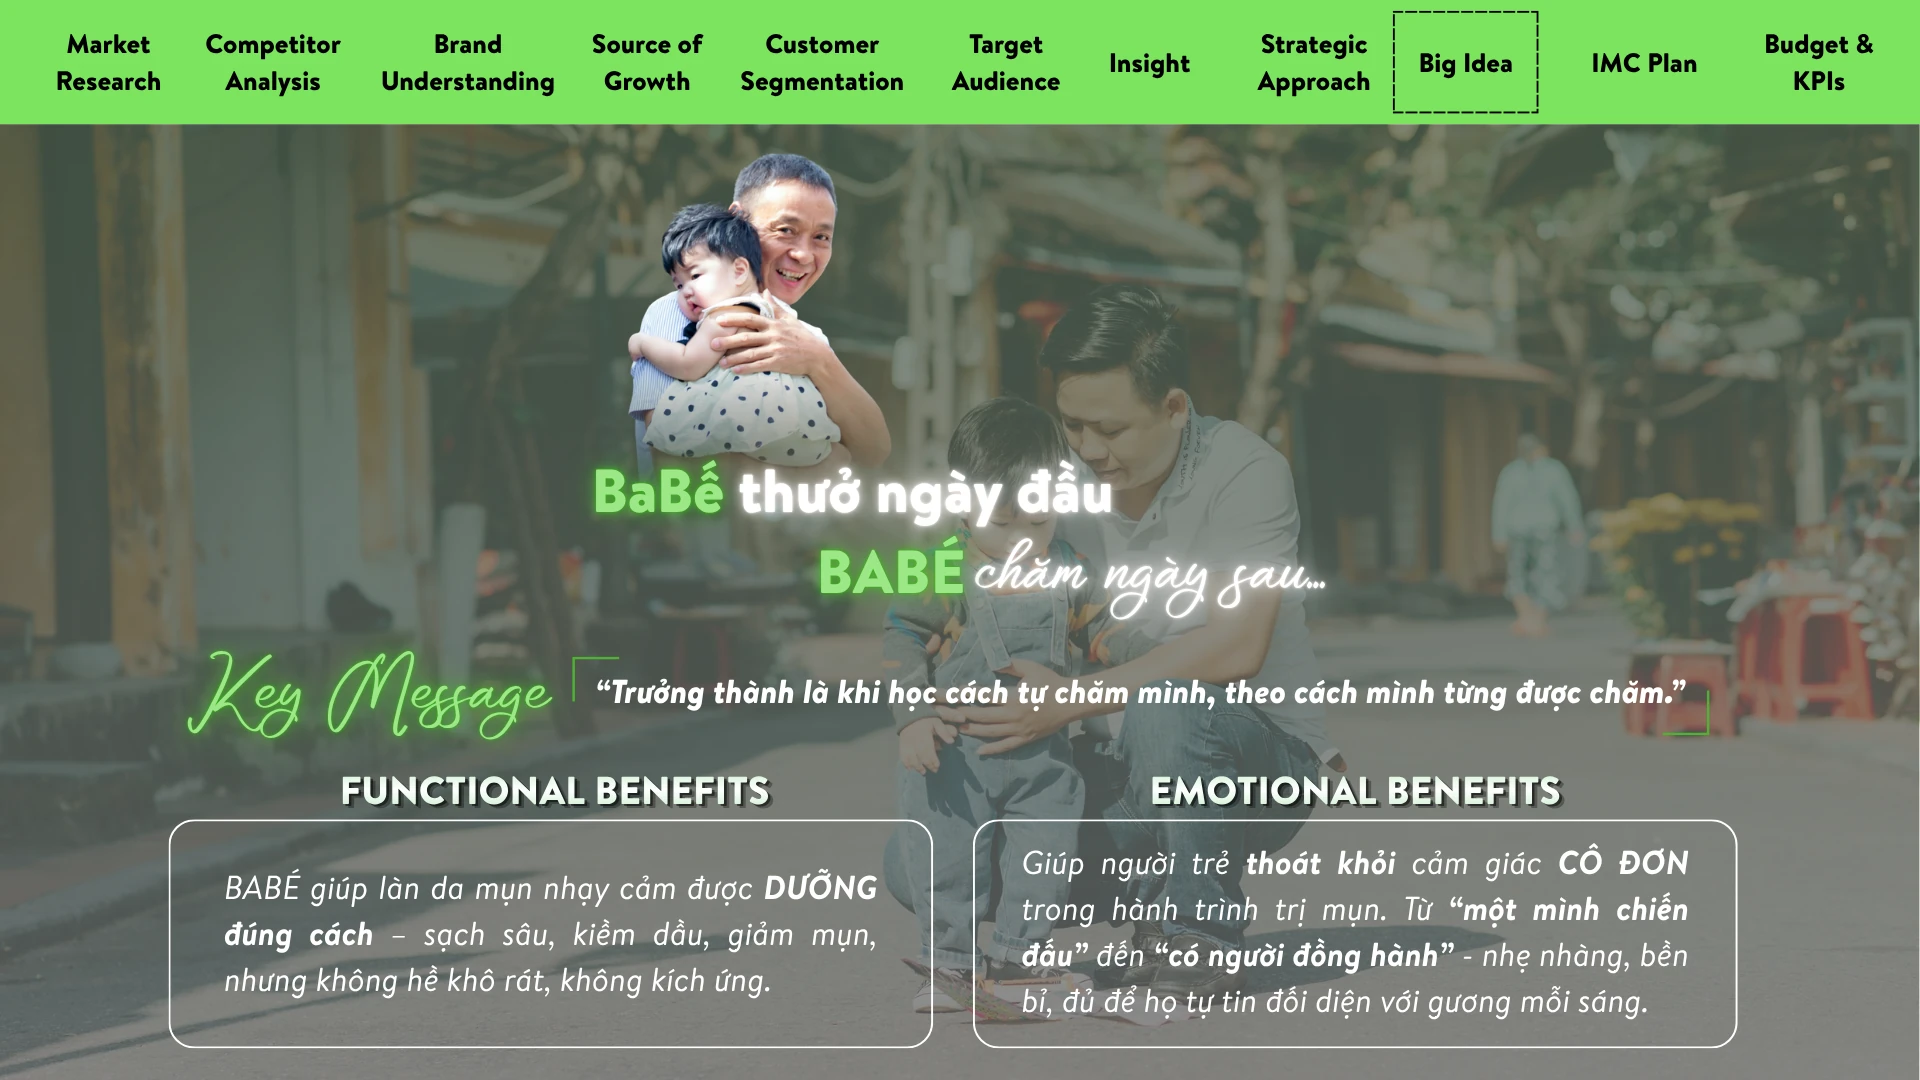 Market
Research
Competitor
Analysis
Brand
Understanding
Source of
Growth
Customer
Segmentation
Target
Audience
Insight
Strategic
Approach
Big Idea
IMC Plan
Budget &
KPIs
BaBế thuở ngày đầu
BABÉ chăm ngày sau...
Key Message
“Trưởng thành là khi học cách tự chăm mình, theo cách mình từng được chăm.”
FUNCTIONAL BENEFITS
BABÉ giúp làn da mụn nhạy cảm được DƯỠNG
đúng cách – sạch sâu, kiềm dầu, giảm mụn,
nhưng không hề khô rát, không kích ứng.
EMOTIONAL BENEFITS
Giúp người trẻ thoát khỏi cảm giác CÔ ĐƠN
trong hành trình trị mụn. Từ “một mình chiến
đấu” đến “có người đồng hành” - nhẹ nhàng, bền
bỉ, đủ để họ tự tin đối diện với gương mỗi sáng.